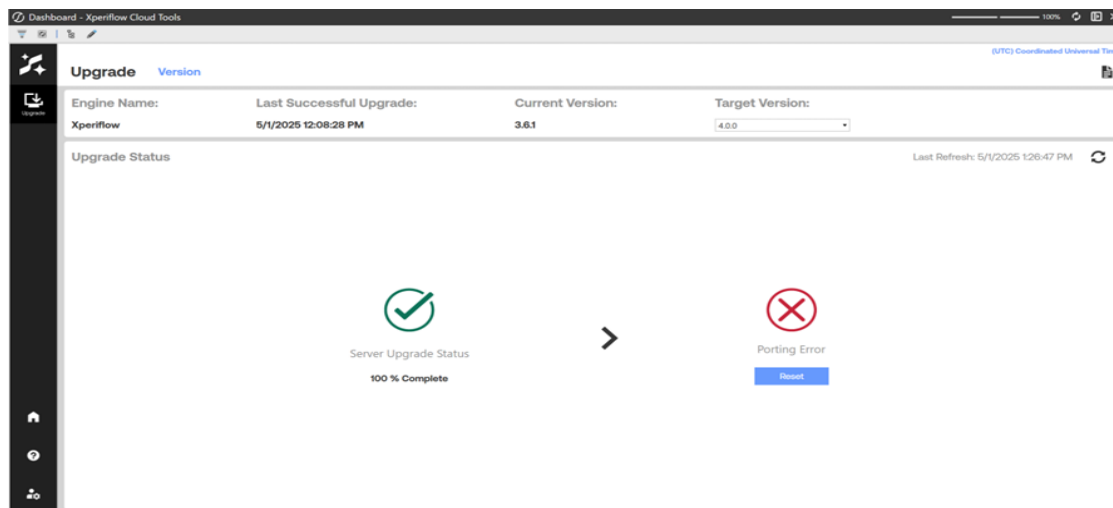 Dashboard - Xperiflow Cloud Tools
100%
(UTC) Coordinated Universal
Upgrade Version
Upgrade
Engine Name: Last Successful Upgrade: Current Version: Target Version:
Xperiflow 5/1/2025 12:08:28 PM 3.6.1 4.0.0
Upgrade Status Last Refresh: 5/1/2025 1:26:47 PM
Server Upgrade Status
100 % Complete
Porting Error
Reset